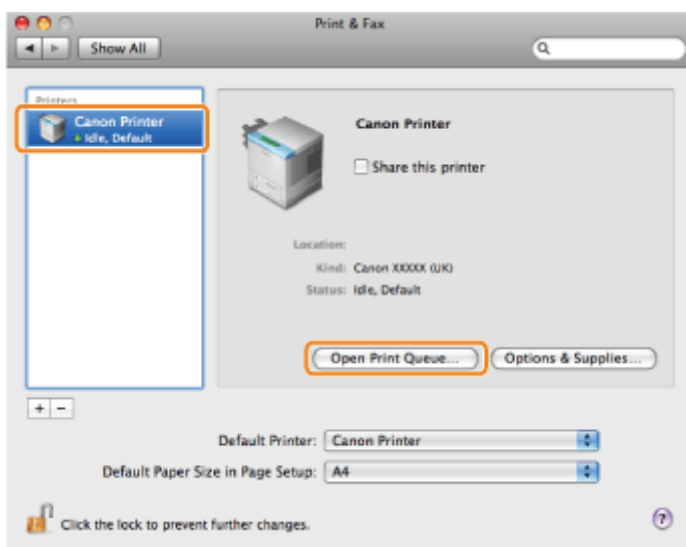 Print & Fax
Show All
Printers
Canon Printer
Idle, Default
Canon Printer
Share this printer
Location:
Kind: Canon XXXXX (UK)
Status: Idle, Default
Open Print Queue... Options & Supplies...
+ -
Default Printer: Canon Printer
Default Paper Size in Page Setup: A4
Click the lock to prevent further changes.
?